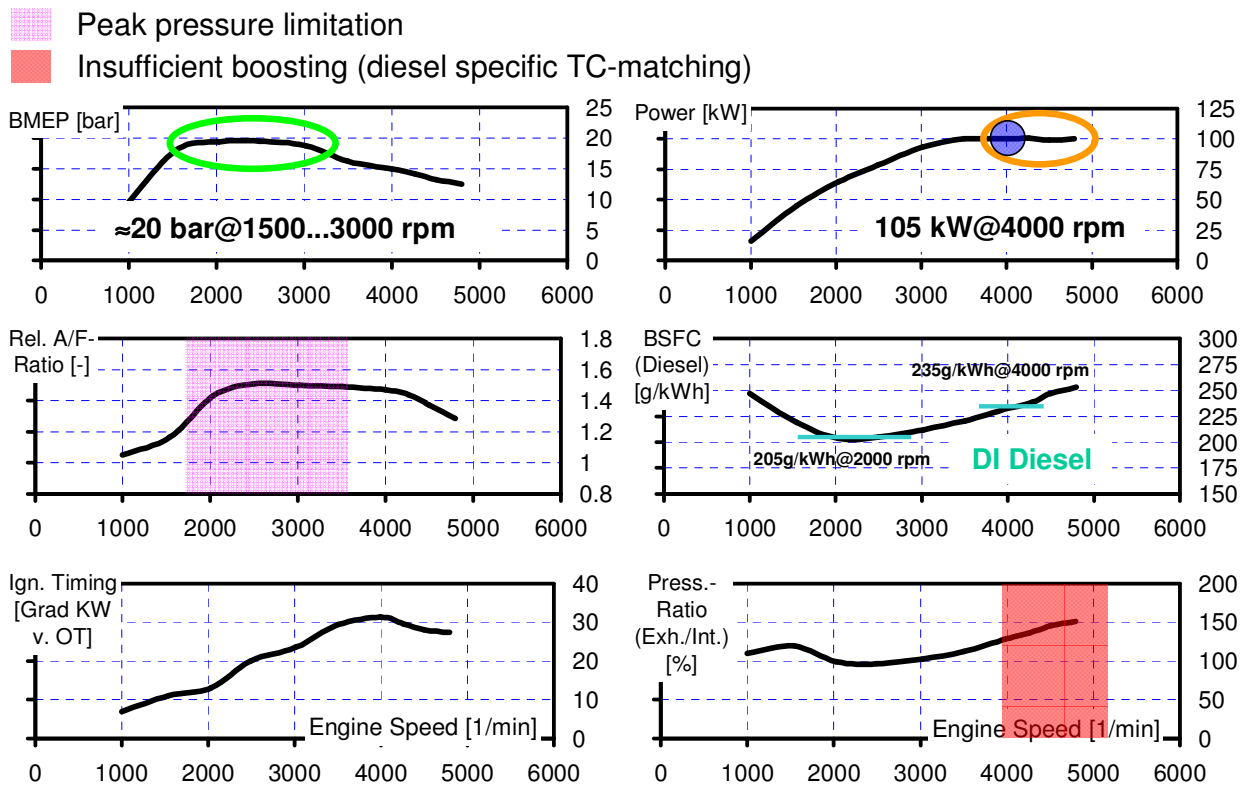 Peak pressure limitation
Insufficient boosting (diesel specific TC-matching)
BMEP [bar]
25
20
15
10
5
0
≈20 bar@1500...3000 rpm
0 1000 2000 3000 4000 5000 6000
Power [kW]
125
100
75
50
25
0
105 kW@4000 rpm
0 1000 2000 3000 4000 5000 6000
Rel. A/F-
Ratio [-]
1.8
1.6
1.4
1.2
1
0.8
0 1000 2000 3000 4000 5000 6000
BSFC
(Diesel)
[g/kWh]
300
275
250
225
200
175
150
235g/kWh@4000 rpm
205g/kWh@2000 rpm
DI Diesel
0 1000 2000 3000 4000 5000 6000
Ign. Timing
[Grad KW
v. OT]
40
30
20
10
0
Engine Speed [1/min]
0 1000 2000 3000 4000 5000 6000
Press.-
Ratio
(Exh./Int.)
[%]
200
150
100
50
0
Engine Speed [1/min]
0 1000 2000 3000 4000 5000 6000